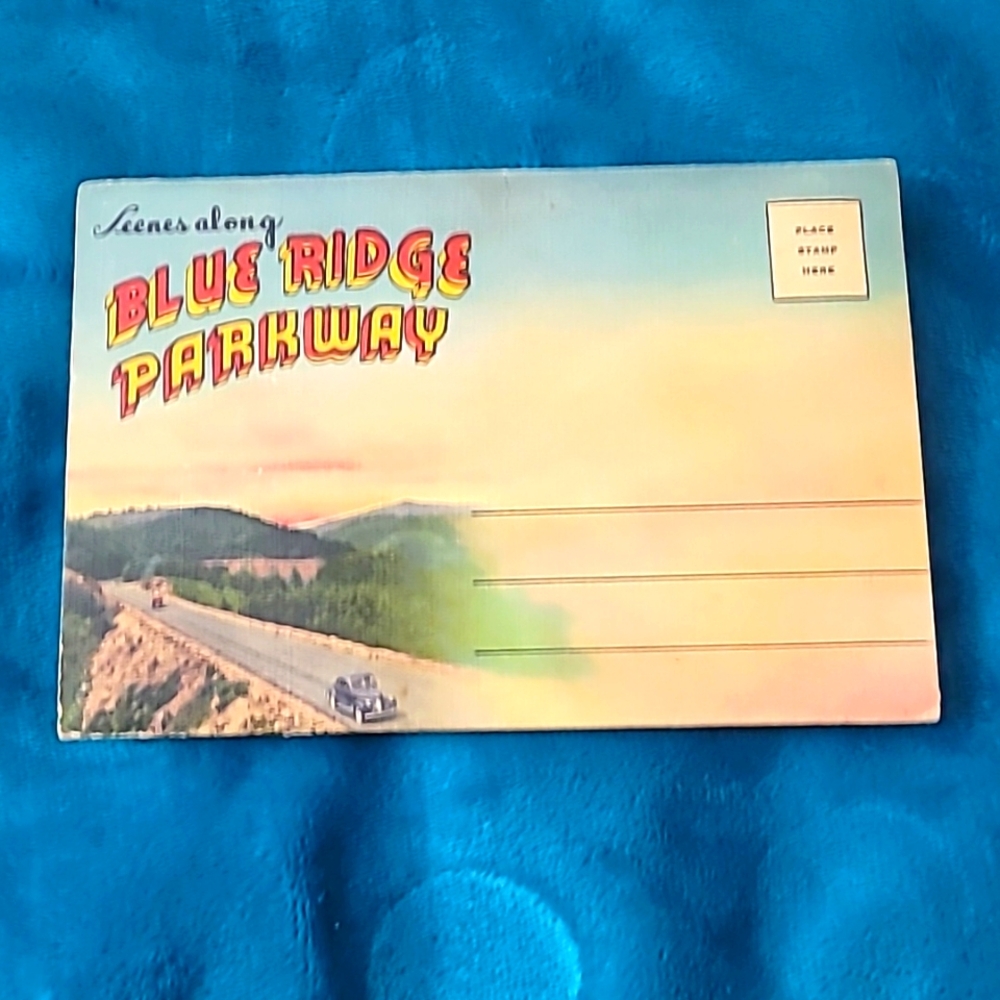 Scenes along
BLUE RIDGE
PARKWAY
PLACE
STAMP
HERE